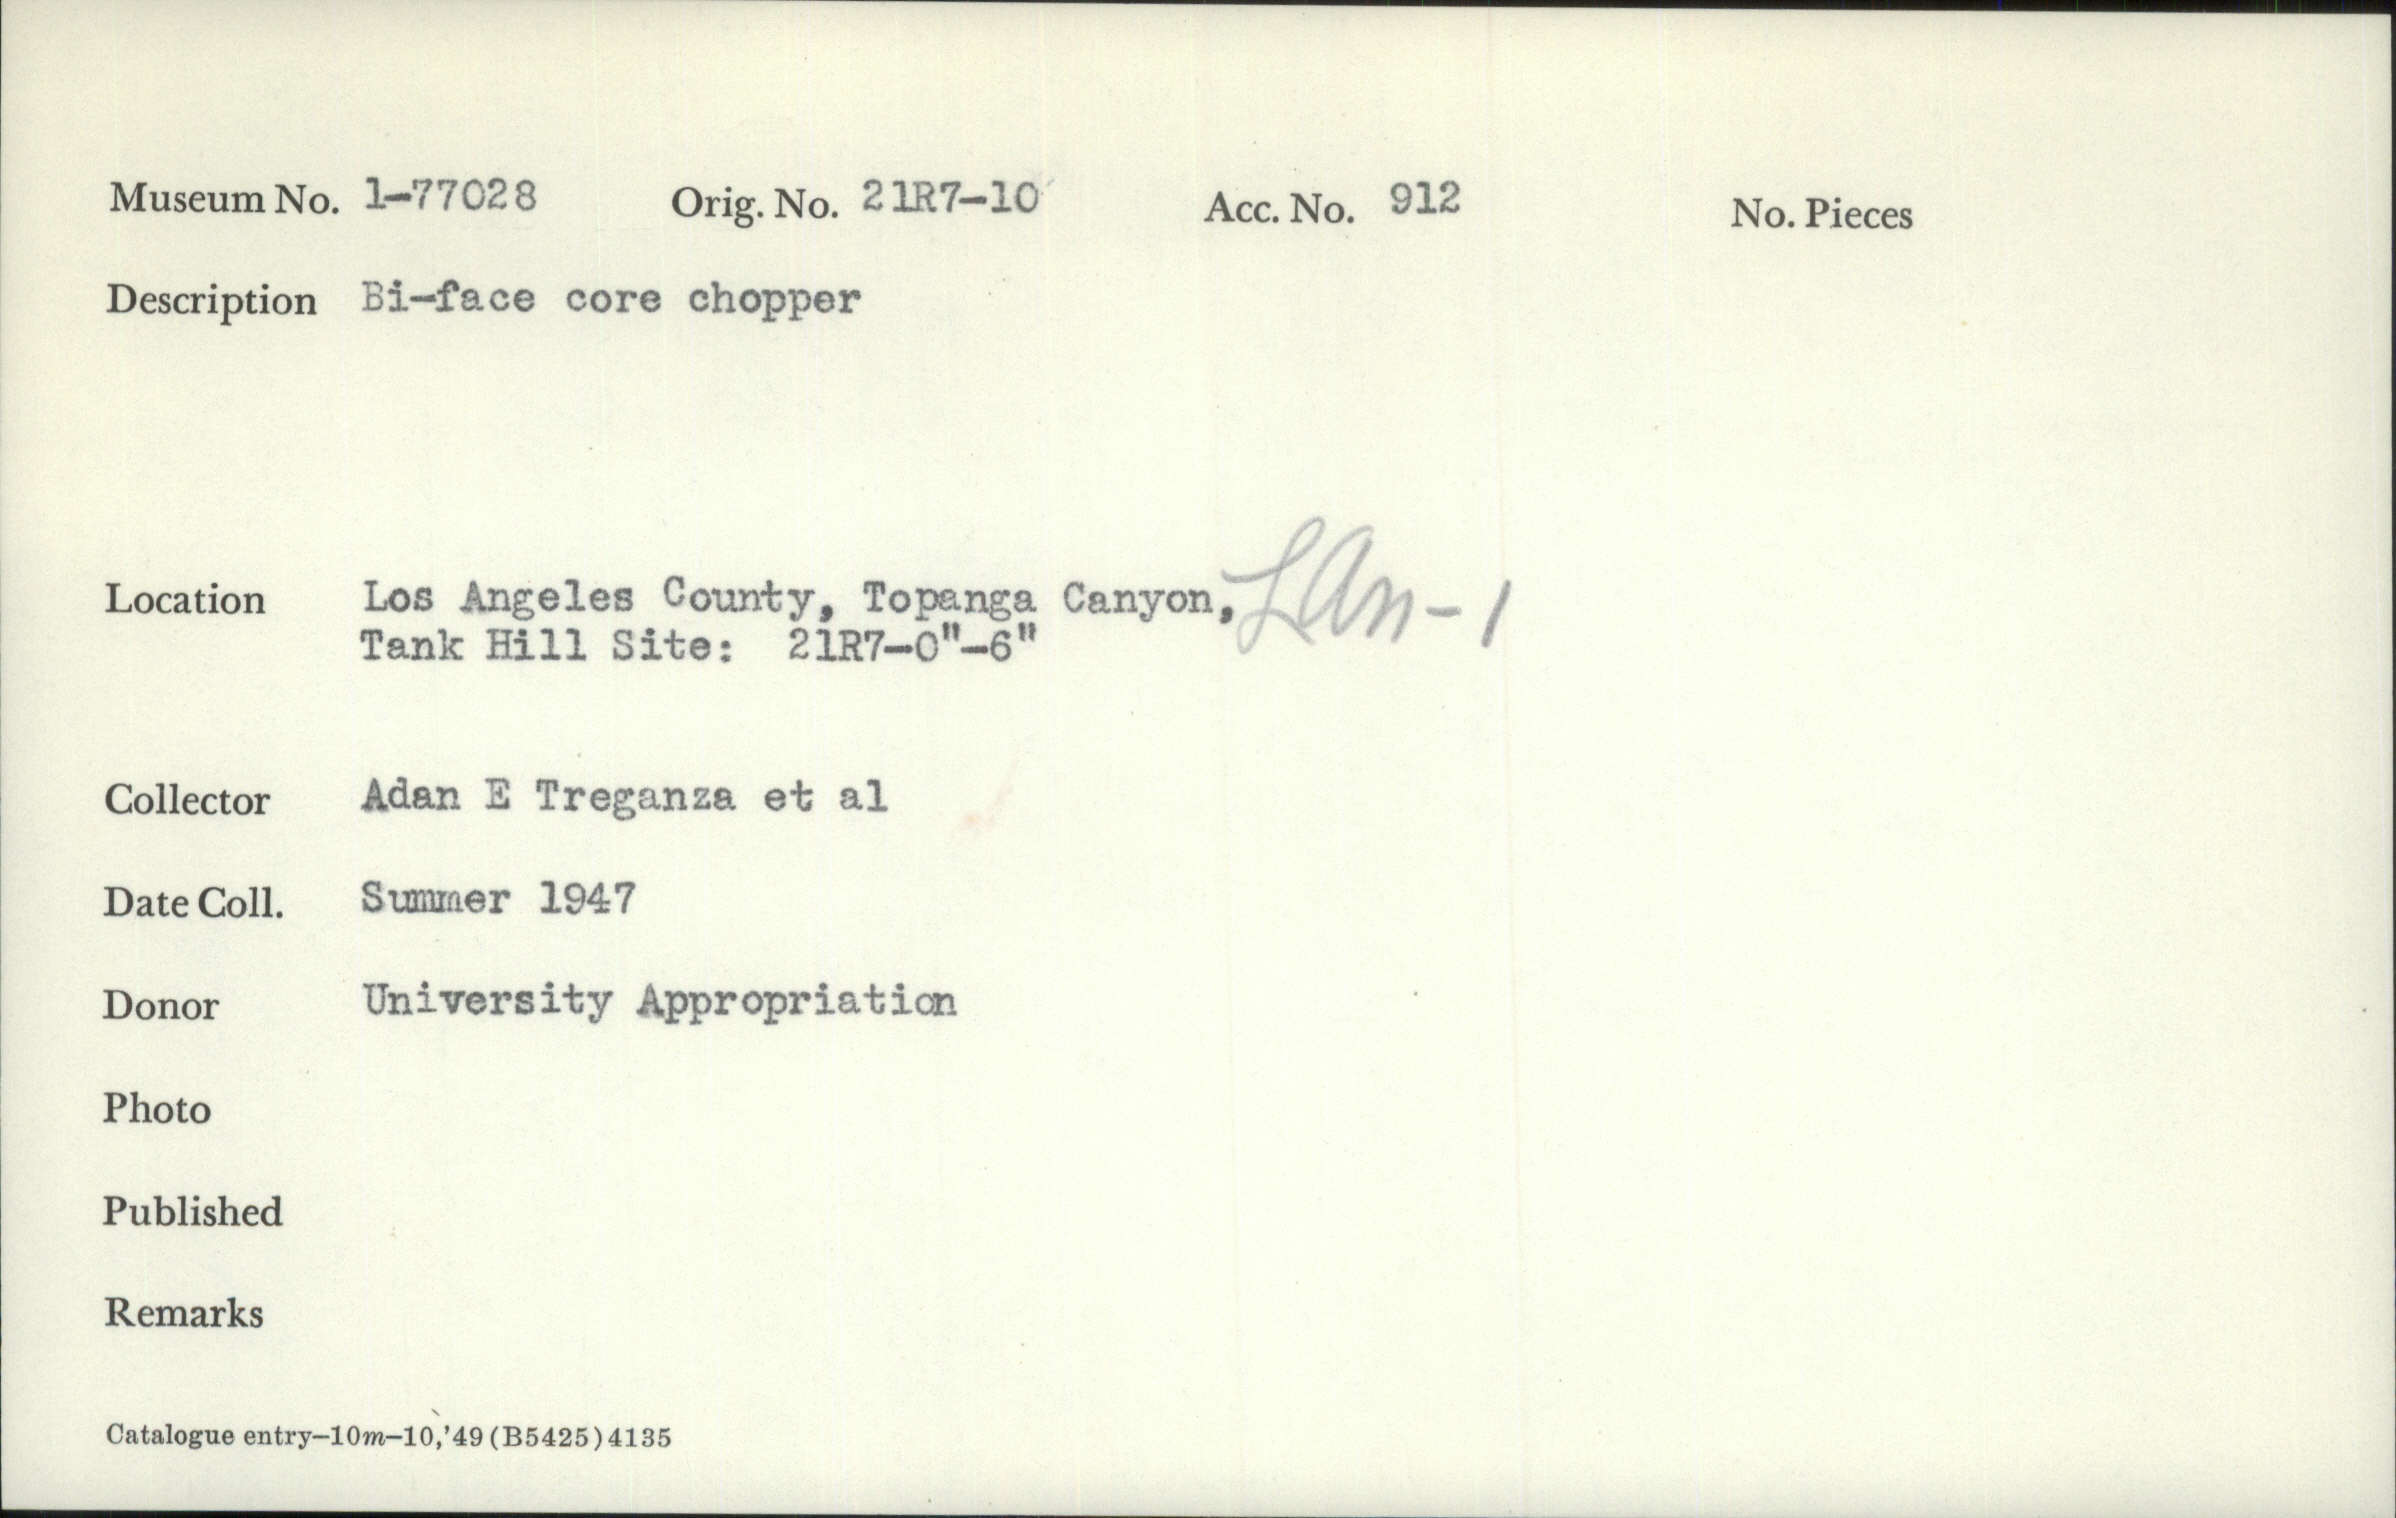 Museum No. 1-77028 Orig. No. 21R7-10 Acc. No. 912 No. Pieces
Description Bi-face core chopper
Location Los Angeles County, Topanga Canyon, LAn-1
Tank Hill Site: 21R7-0"-6"
Collector Adan E Treganza et al
Date Coll. Summer 1947
Donor University Appropriation
Photo
Published
Remarks
Catalogue entry—10m—10,'49 (B5425) 4135